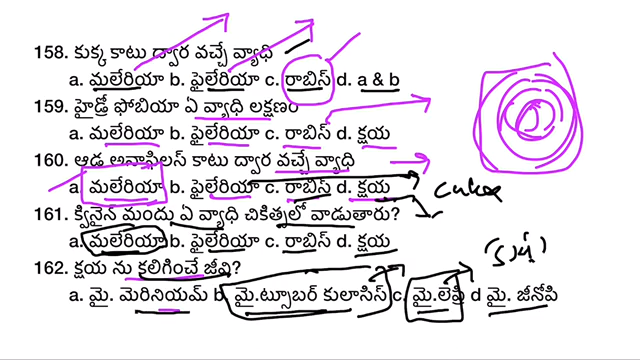 158. కుక్క కాటు ద్వార వచ్చే వ్యాధి
a. మలేరియా b. ఫైలేరియా c. రాబిస్ d. a & b
159. హైడ్రో ఫోబియా ఏ వ్యాధి లక్షణం
a. మలేరియా b. ఫైలేరియా c. రాబిస్ d. క్షయ
160. ఆడ అనాఫిలస్ కాటు ద్వార వచ్చే వ్యాధి
a. మలేరియా b. ఫైలేరియా c. రాబిస్ d. క్షయ
161. క్వినైన్ మందు ఏ వ్యాధి చికిత్సలో వాడుతారు?
a. మలేరియా b. ఫైలేరియా c. రాబిస్ d. క్షయ
162. క్షయ ను కలిగించే జీవి?
a. మై. మెరినియమ్ b. మై.ట్యూబర్ కులాసిస్ c. మై.లెప్రి d మై. జీనోపి